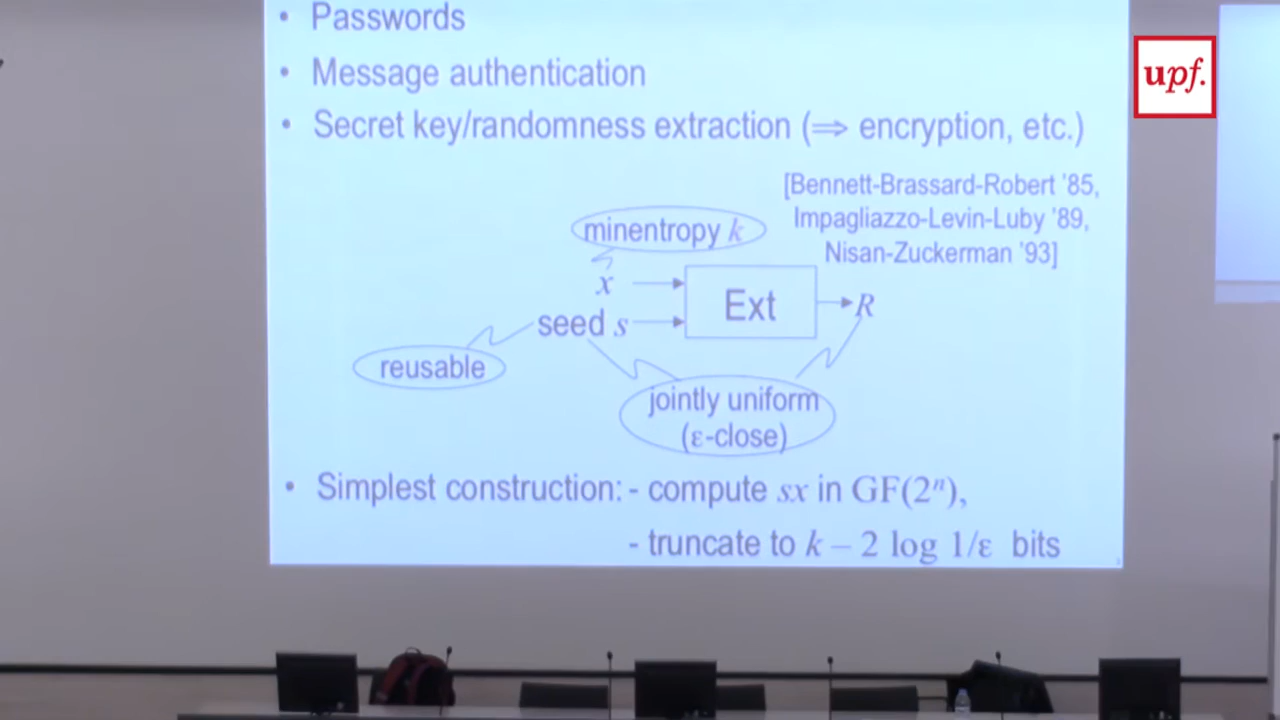 • Passwords
• Message authentication
• Secret key/randomness extraction (⟹ encryption, etc.)
[Bennett-Brassard-Robert '85,
Impagliazzo-Levin-Luby '89,
Nisan-Zuckerman '93]
minentropy k
x
seed s
Ext
R
reusable
jointly uniform
(ε-close)
• Simplest construction: - compute sx in GF(2ⁿ),
- truncate to k – 2 log 1/ε bits
upf.